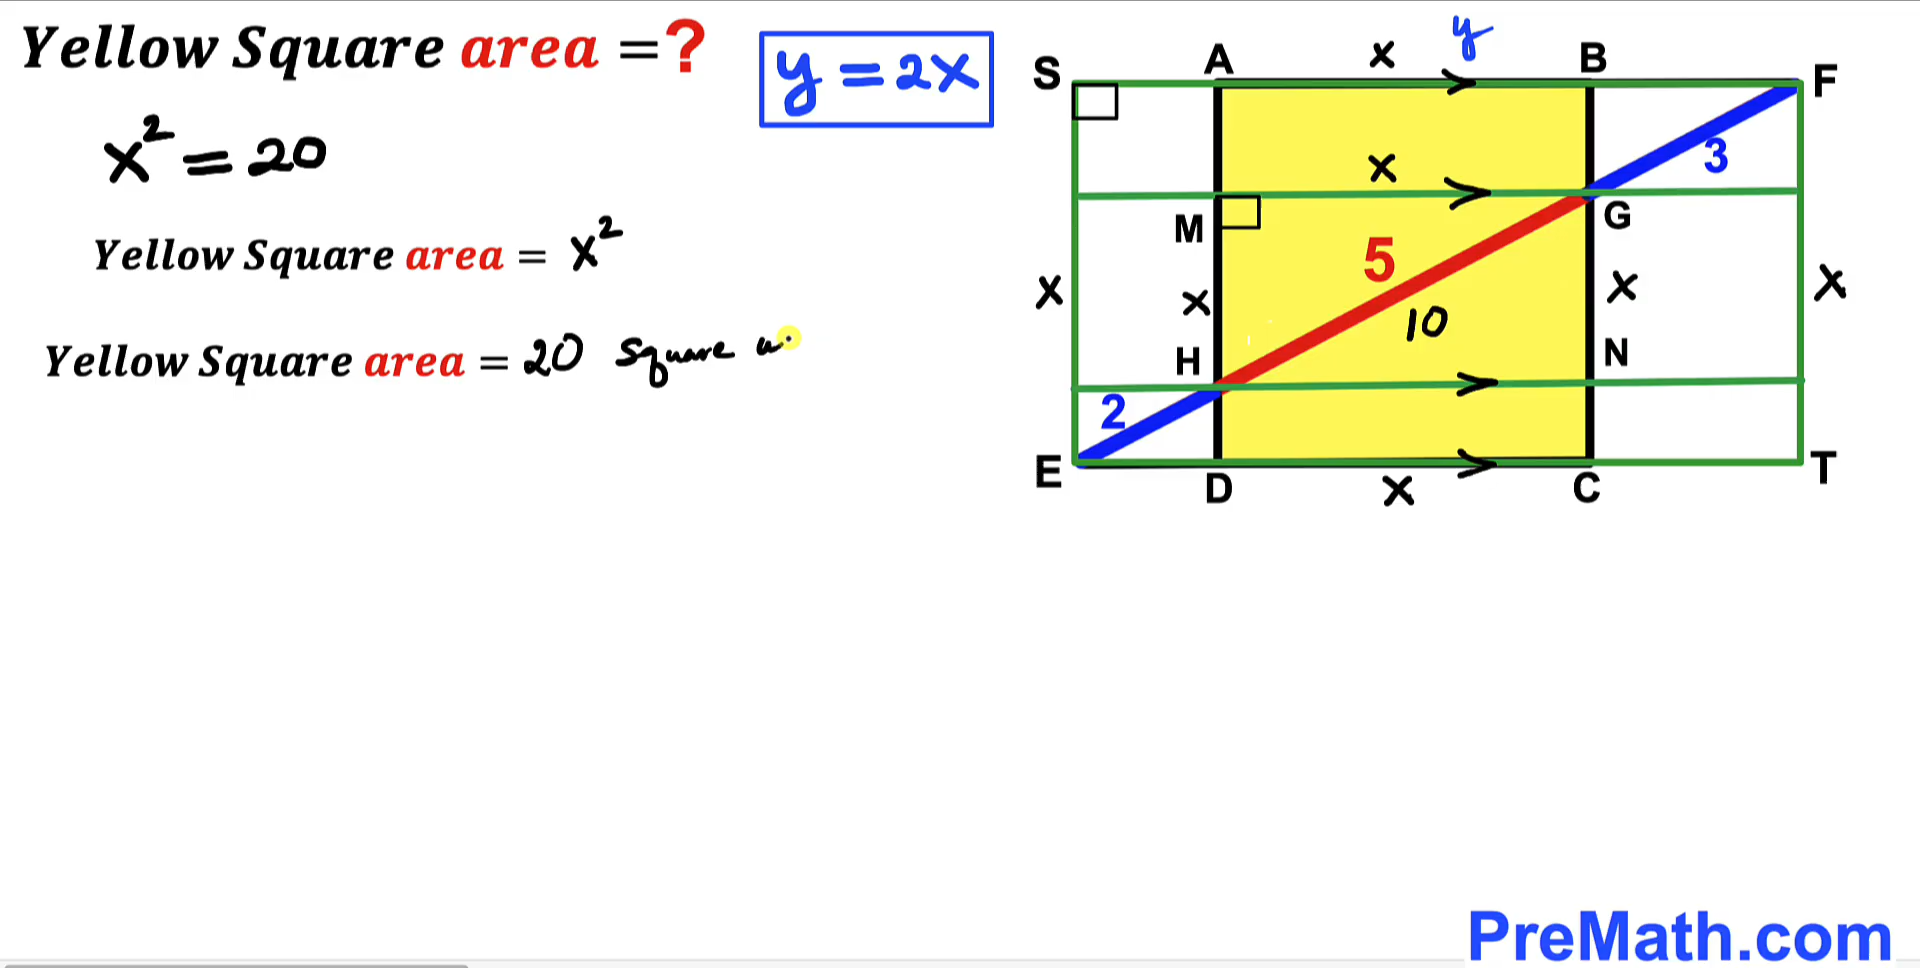 Yellow Square area =?
y = 2x
x² = 20
Yellow Square area = x²
Yellow Square area = 20 square
S A x y B F
3
x
M G
5
x x x x
10
H N
2
E D x C T
PreMath.com